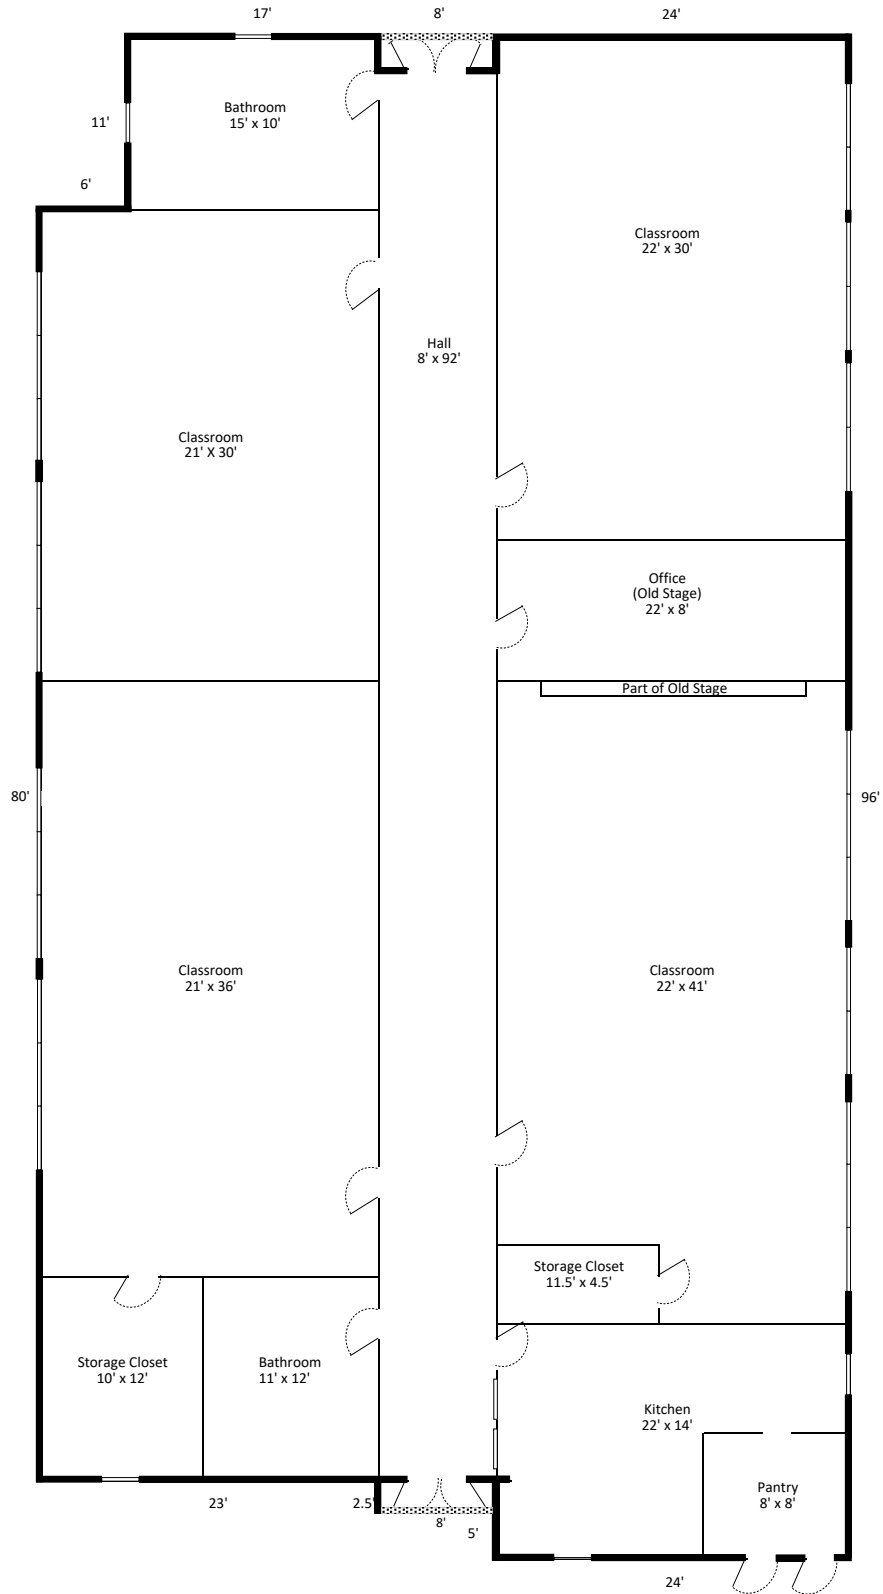 17'
8'
24'
11'
Bathroom
15' x 10'
6'
Classroom
22' x 30'
Hall
8' x 92'
Classroom
21' X 30'
Office
(Old Stage)
22' x 8'
Part of Old Stage
80'
96'
Classroom
21' x 36'
Classroom
22' x 41'
Storage Closet
11.5' x 4.5'
Storage Closet
10' x 12'
Bathroom
11' x 12'
Kitchen
22' x 14'
Pantry
8' x 8'
23'
2.5'
8'
5'
24'